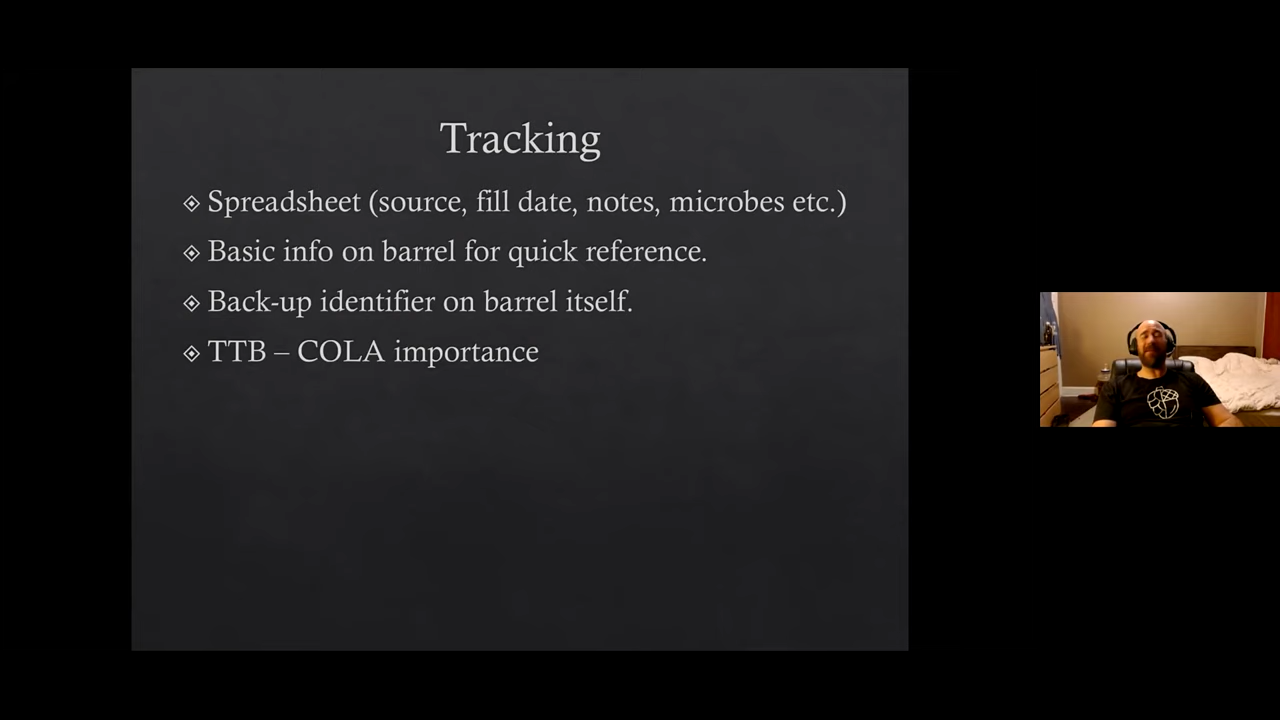 Tracking
Spreadsheet (source, fill date, notes, microbes etc.)
Basic info on barrel for quick reference.
Back-up identifier on barrel itself.
TTB – COLA importance